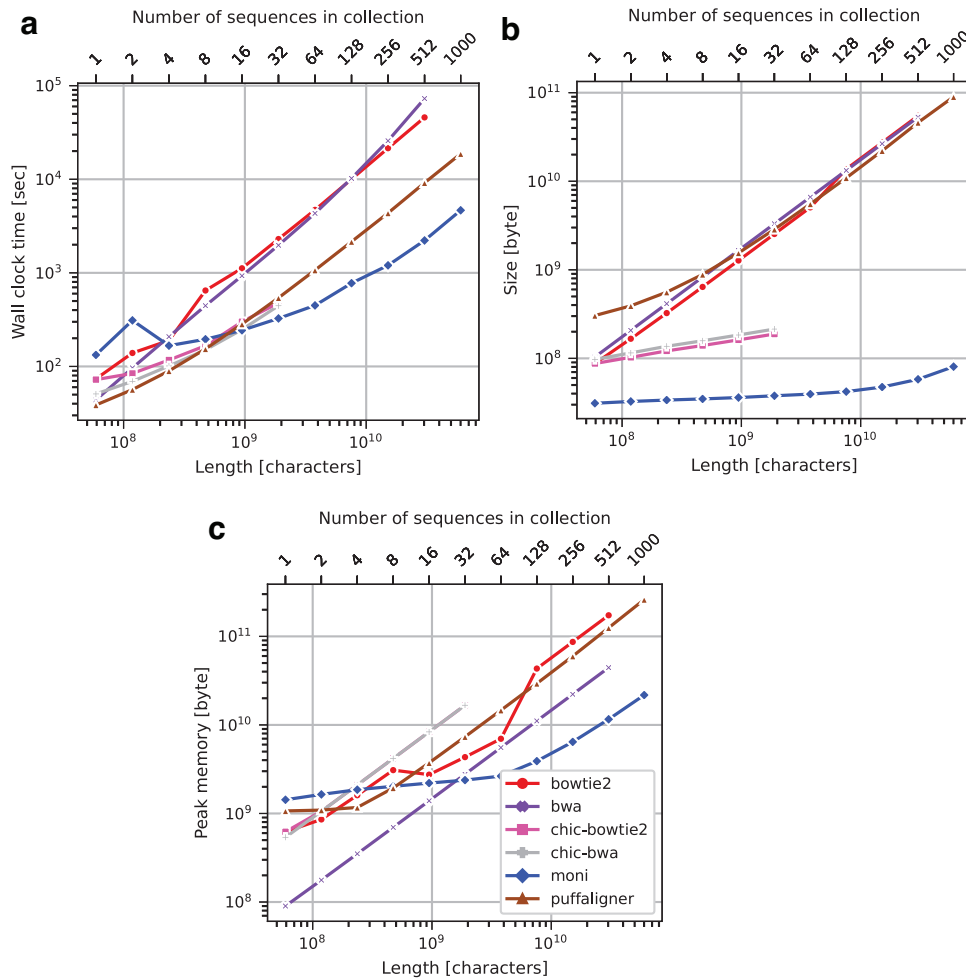 a
Number of sequences in collection
1 2 4 8 16 32 64 128 256 512 1000
Wall clock time [sec]
10^5
10^4
10^3
10^2
10^8 10^9 10^10
Length [characters]
b
Number of sequences in collection
1 2 4 8 16 32 64 128 256 512 1000
Size [byte]
10^11
10^10
10^9
10^8
10^8 10^9 10^10
Length [characters]
c
Number of sequences in collection
1 2 4 8 16 32 64 128 256 512 1000
Peak memory [byte]
10^11
10^10
10^9
10^8
bowtie2
bwa
chic-bowtie2
chic-bwa
moni
puffaligner
10^8 10^9 10^10
Length [characters]